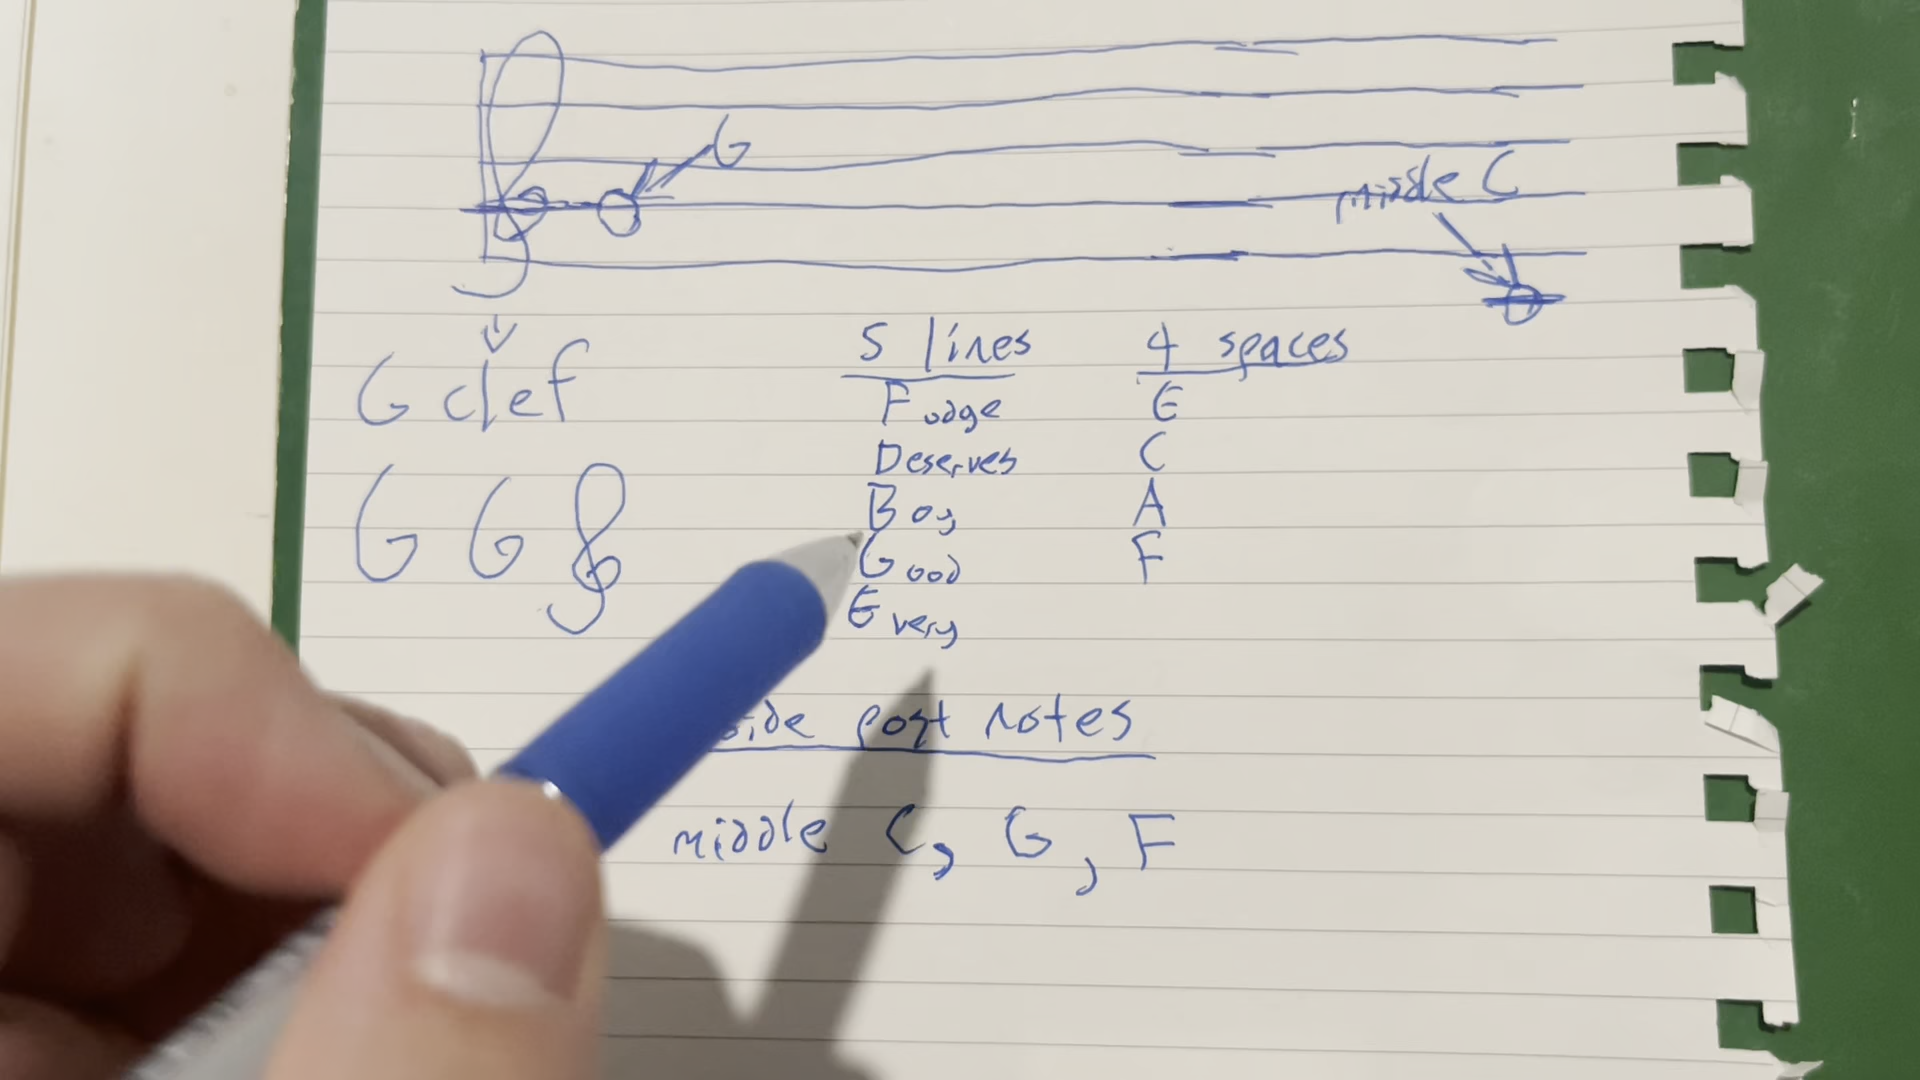 G
middle C
G clef
5 lines 4 spaces
Fudge E
Deserves C
Boy A
Good F
Every
G G
post notes
middle C, G, F